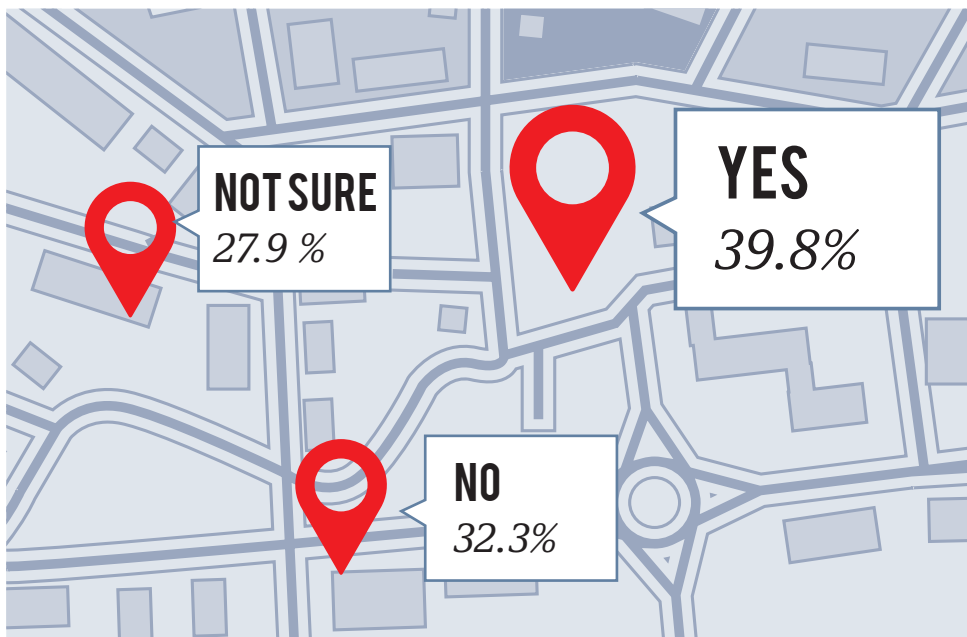 YES
39.8%
NOT SURE
27.9 %
NO
32.3%